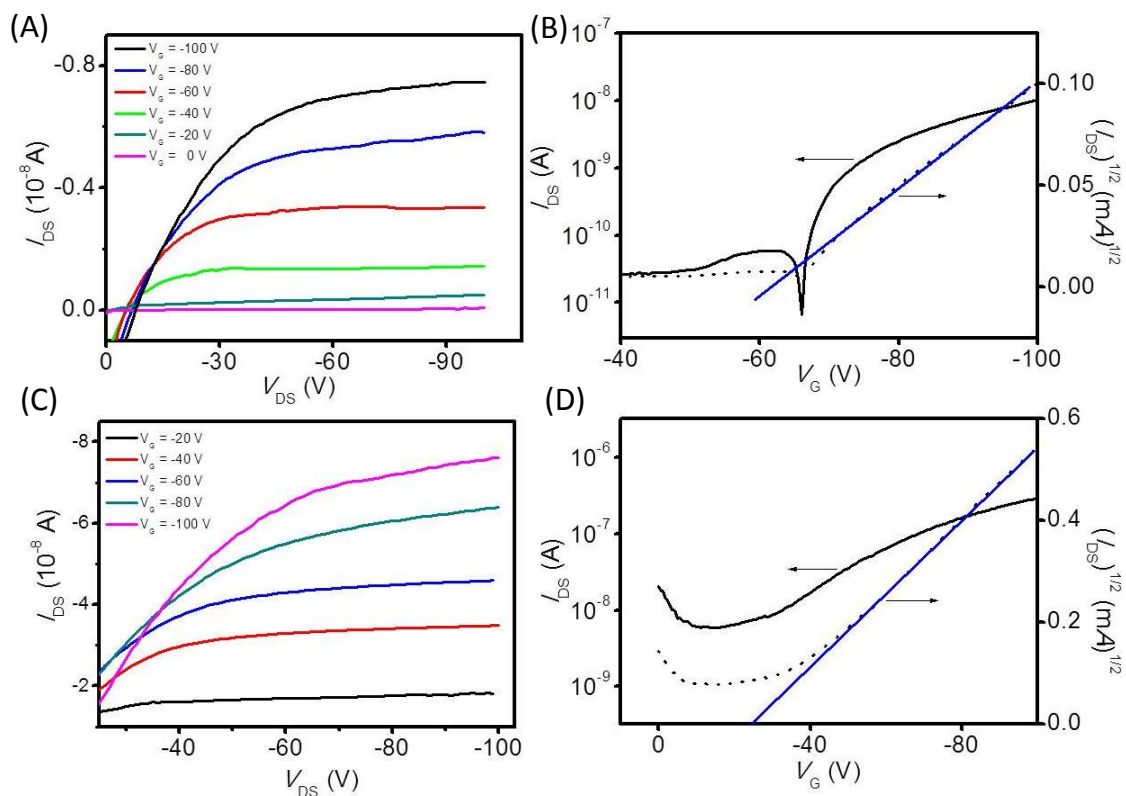 (A)
V_G = -100 V
V_G = -80 V
V_G = -60 V
V_G = -40 V
V_G = -20 V
V_G = 0 V
-0.8
-0.4
0.0
I_DS (10^-8 A)
0 -30 -60 -90
V_DS (V)
(B)
10^-7
10^-8
10^-9
10^-10
10^-11
I_DS (A)
0.10
0.05
0.00
(I_DS)^1/2 (mA)^1/2
-40 -60 -80 -100
V_G (V)
(C)
V_G = -20 V
V_G = -40 V
V_G = -60 V
V_G = -80 V
V_G = -100 V
-8
-6
-4
-2
I_DS (10^-8 A)
-40 -60 -80 -100
V_DS (V)
(D)
10^-6
10^-7
10^-8
10^-9
I_DS (A)
0.6
0.4
0.2
0.0
(I_DS)^1/2 (mA)^1/2
0 -40 -80
V_G (V)